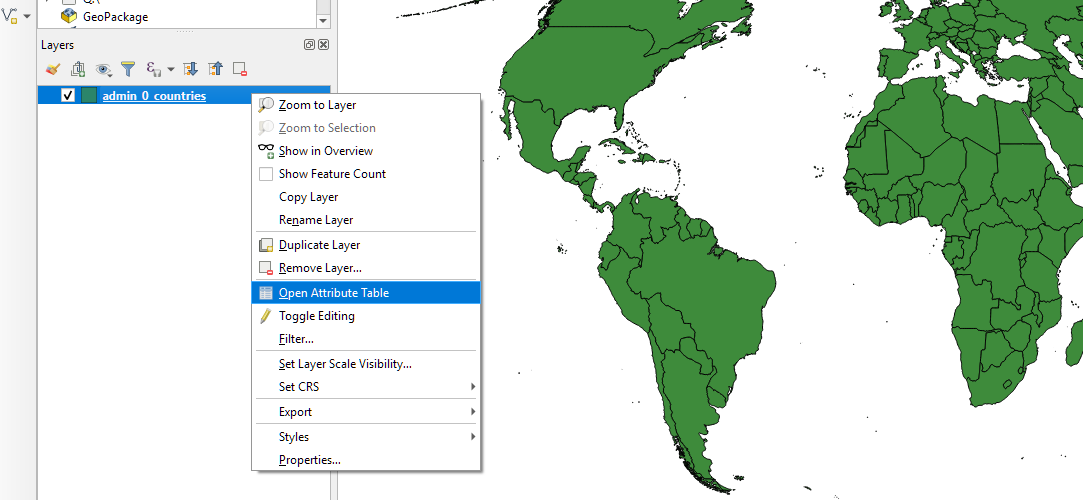 GeoPackage
Layers
admin_0_countries
Zoom to Layer
Zoom to Selection
Show in Overview
Show Feature Count
Copy Layer
Rename Layer
Duplicate Layer
Remove Layer...
Open Attribute Table
Toggle Editing
Filter...
Set Layer Scale Visibility...
Set CRS
Export
Styles
Properties...